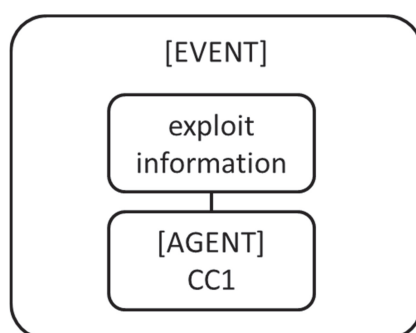 [EVENT]
exploit
information
[AGENT]
CC1